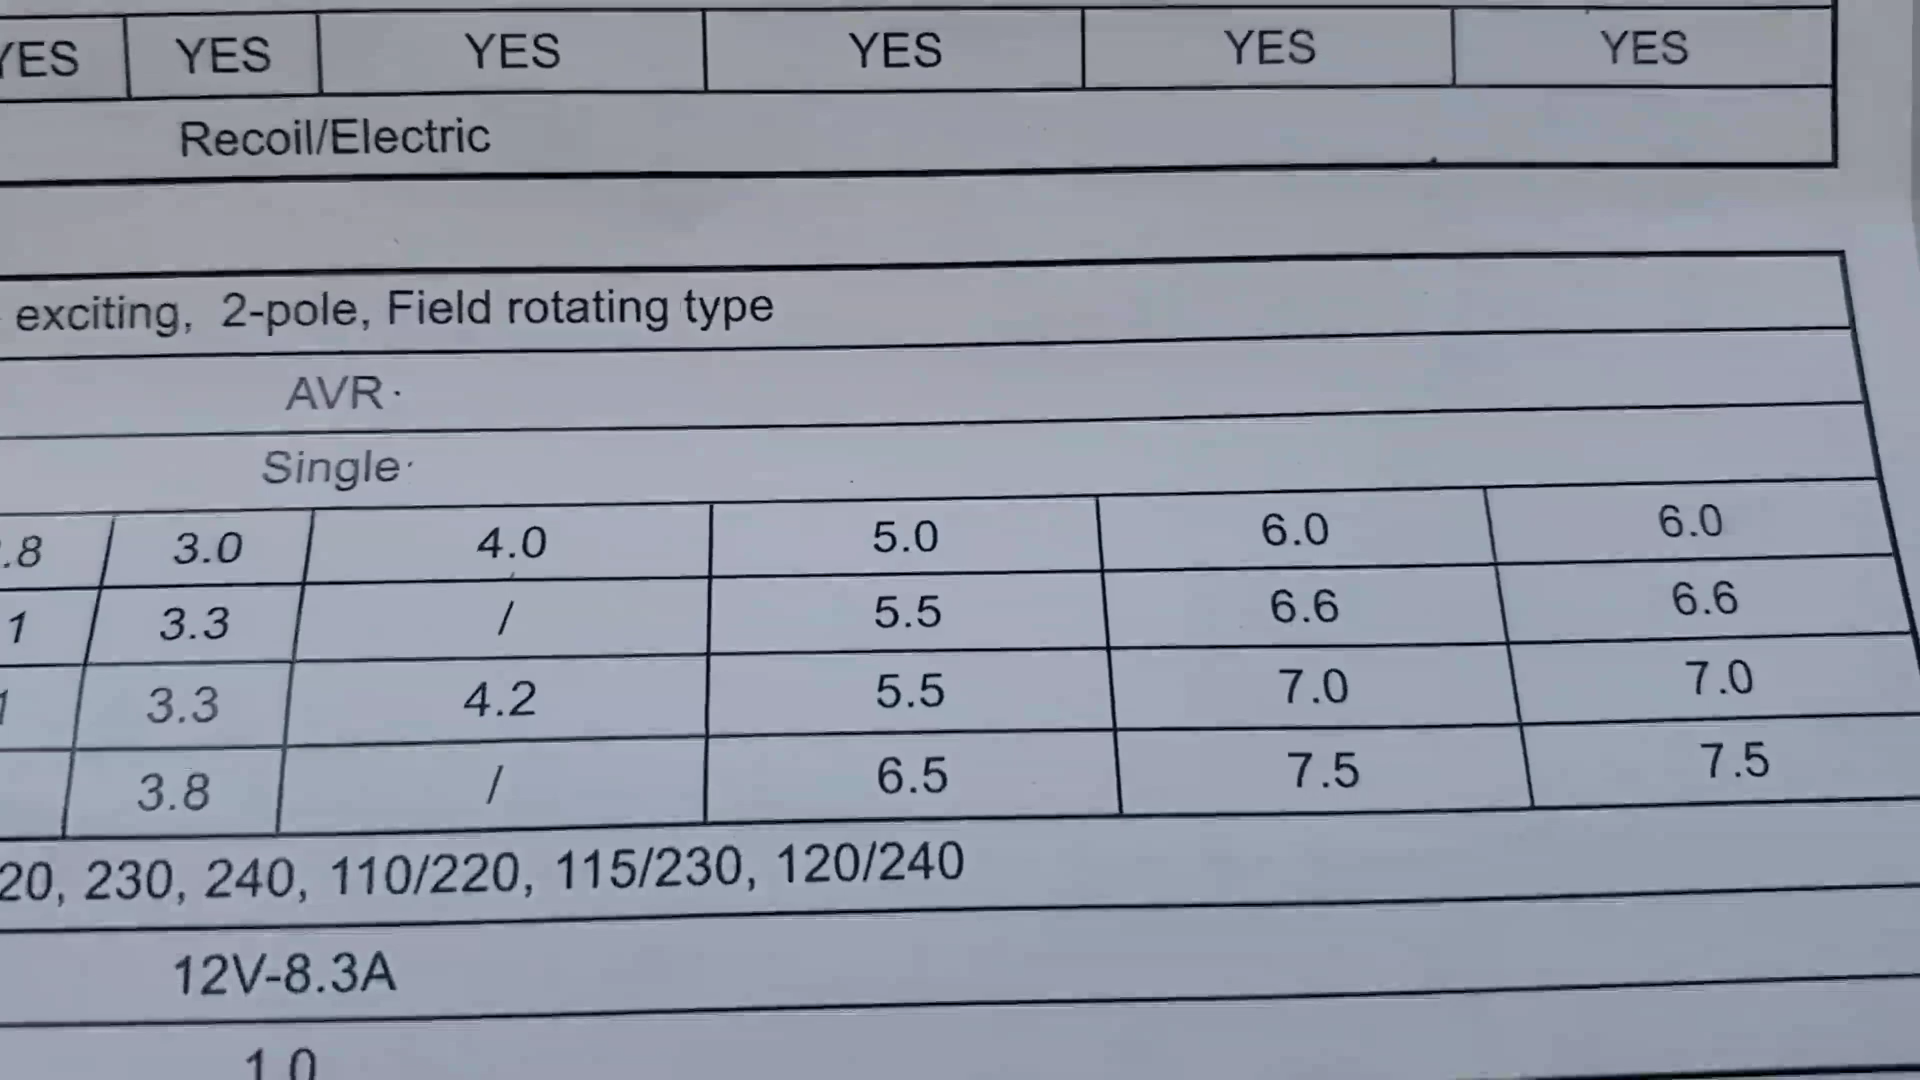 YES YES YES YES YES YES
Recoil/Electric
exciting, 2-pole, Field rotating type
AVR
Single
.8 3.0 4.0 5.0 6.0 6.0
1 3.3 / 5.5 6.6 6.6
1 3.3 4.2 5.5 7.0 7.0
3.8 / 6.5 7.5 7.5
20, 230, 240, 110/220, 115/230, 120/240
12V-8.3A
1.0